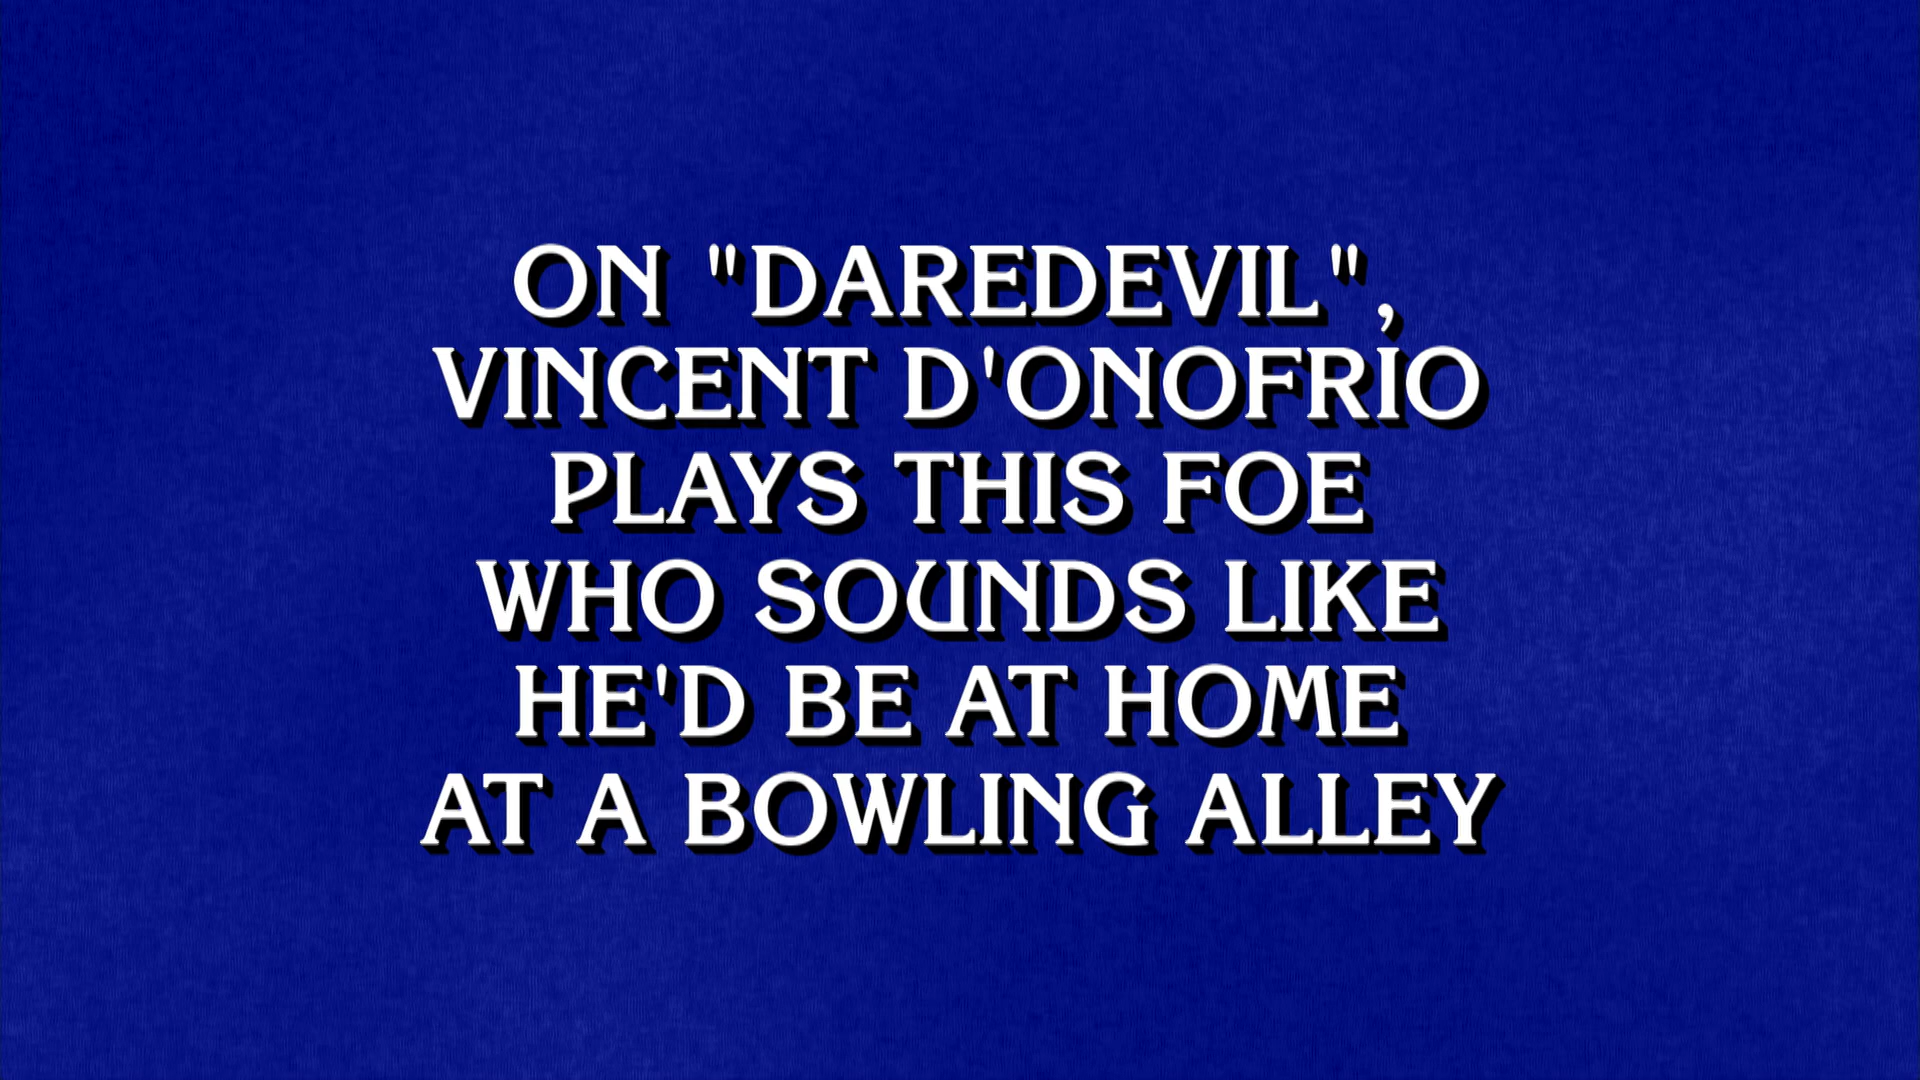 ON "DAREDEVIL",
VINCENT D'ONOFRIO
PLAYS THIS FOE
WHO SOUNDS LIKE
HE'D BE AT HOME
AT A BOWLING ALLEY